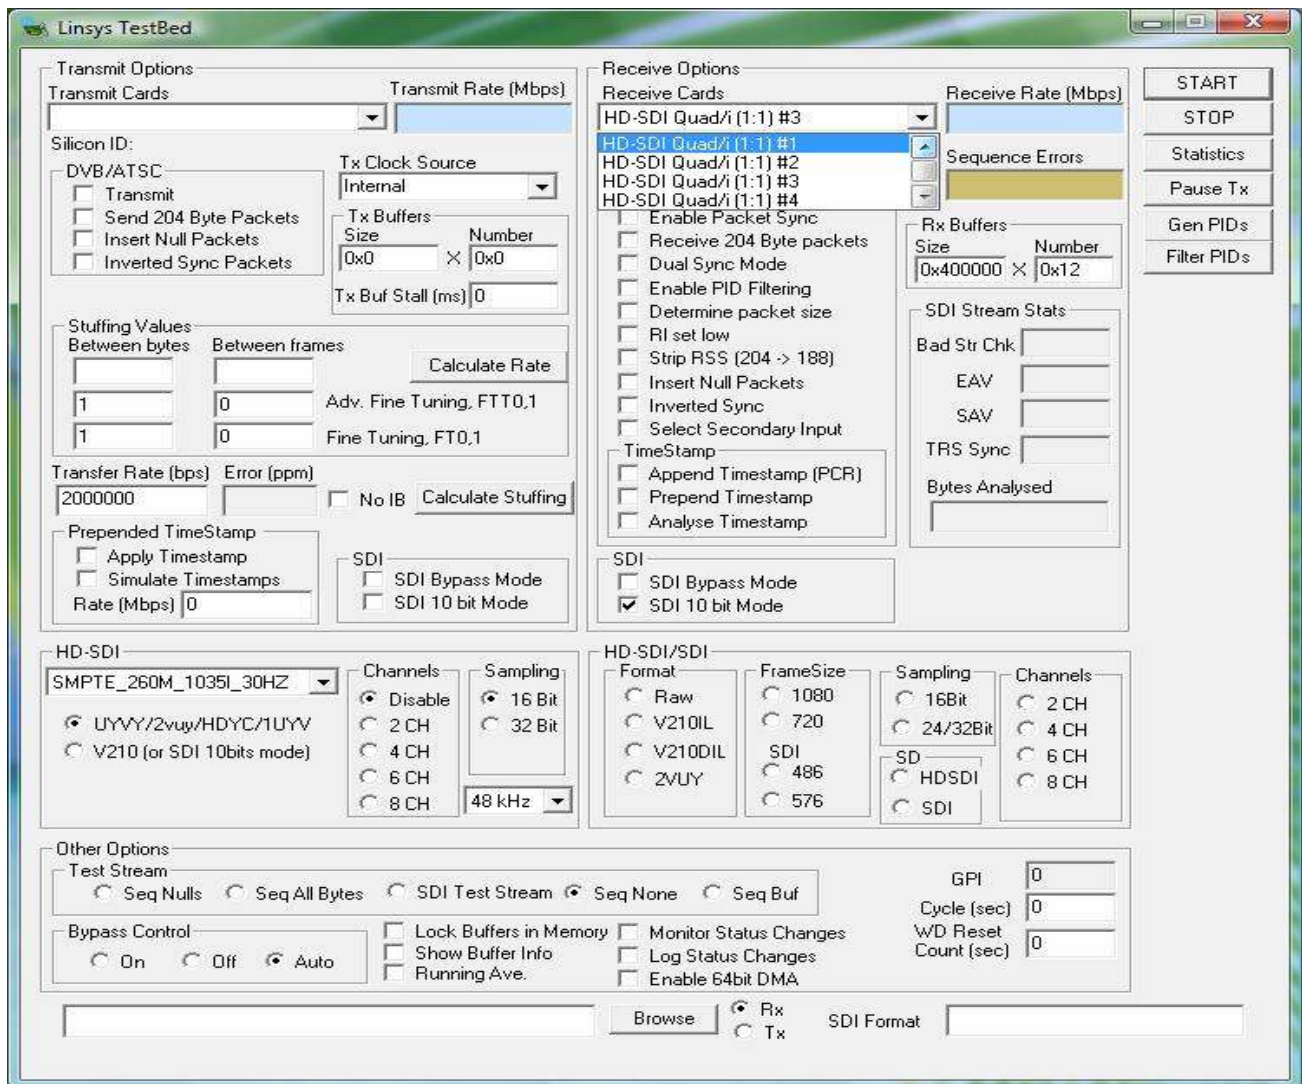 Linsys TestBed
Transmit Options
Transmit Cards
Transmit Rate (Mbps)
Silicon ID:
DVB/ATSC
Transmit
Send 204 Byte Packets
Insert Null Packets
Inverted Sync Packets
Tx Clock Source
Internal
Tx Buffers
Size Number
0x0 X 0x0
Tx Buf Stall (ms) 0
Stuffing Values
Between bytes Between frames
Calculate Rate
1 0 Adv. Fine Tuning, FTT0,1
1 0 Fine Tuning, FT0,1
Transfer Rate (bps) Error (ppm)
2000000 No IB Calculate Stuffing
Prepended TimeStamp
Apply Timestamp
Simulate Timestamps
Rate (Mbps) 0
SDI
SDI Bypass Mode
SDI 10 bit Mode
Receive Options
Receive Cards
HD-SDI Quad/i (1:1) #3
HD-SDI Quad/i (1:1) #1
HD-SDI Quad/i (1:1) #2
HD-SDI Quad/i (1:1) #3
HD-SDI Quad/i (1:1) #4
Receive Rate (Mbps)
Sequence Errors
Enable Packet Sync
Receive 204 Byte packets
Dual Sync Mode
Enable PID Filtering
Determine packet size
RI set low
Strip RSS (204 -> 188)
Insert Null Packets
Inverted Sync
Select Secondary Input
TimeStamp
Append Timestamp (PCR)
Prepend Timestamp
Analyse Timestamp
SDI
SDI Bypass Mode
SDI 10 bit Mode
Rx Buffers
Size Number
0x400000 X 0x12
SDI Stream Stats
Bad Str Chk
EAV
SAV
TRS Sync
Bytes Analysed
START
STOP
Statistics
Pause Tx
Gen PIDs
Filter PIDs
HD-SDI
SMPTE_260M_1035I_30HZ
UYVY/2vuy/HDYC/1UYV
V210 (or SDI 10bits mode)
Channels
Disable
2 CH
4 CH
6 CH
8 CH
Sampling
16 Bit
32 Bit
48 kHz
HD-SDI/SDI
Format
Raw
V210IL
V210DIL
2VUY
FrameSize
1080
720
SDI
486
576
Sampling
16Bit
24/32Bit
SD
HDSDI
SDI
Channels
2 CH
4 CH
6 CH
8 CH
Other Options
Test Stream
Seq Nulls Seq All Bytes SDI Test Stream Seq None Seq Buf
Bypass Control
On Off Auto
Lock Buffers in Memory
Show Buffer Info
Running Ave.
Monitor Status Changes
Log Status Changes
Enable 64bit DMA
GPI 0
Cycle (sec) 0
WD Reset
Count (sec) 0
Browse
Rx
Tx
SDI Format